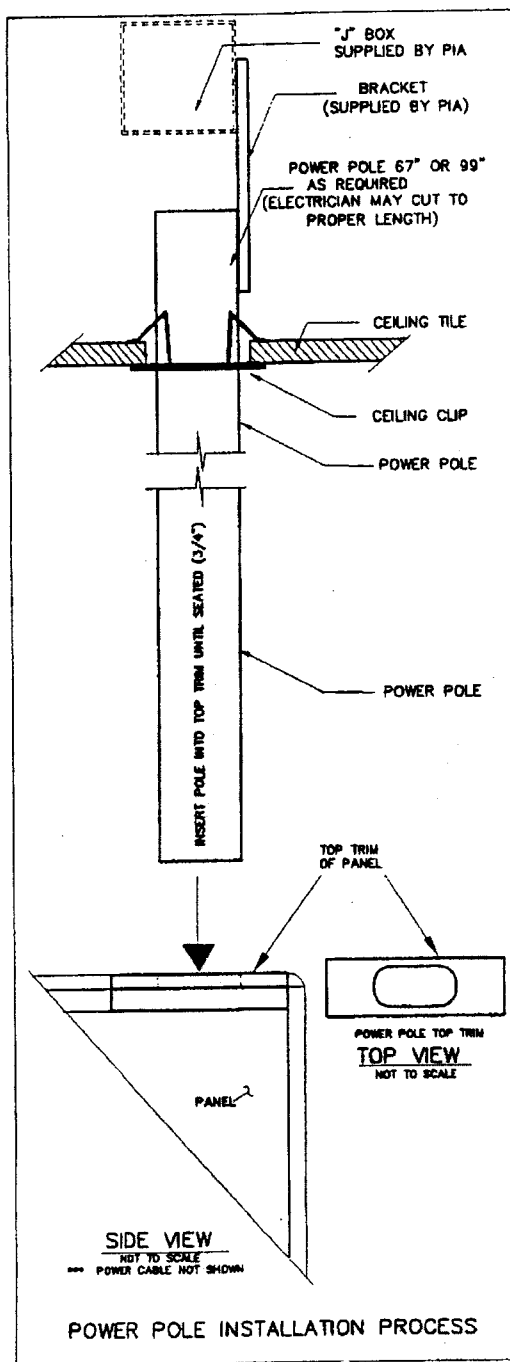 "J" BOX
SUPPLIED BY PIA
BRACKET
(SUPPLIED BY PIA)
POWER POLE 67" OR 99"
AS REQUIRED
(ELECTRICIAN MAY CUT TO
PROPER LENGTH)
CEILING TILE
CEILING CLIP
POWER POLE
INSERT POLE INTO TOP TRIM UNTIL SEATED (3/4")
POWER POLE
TOP TRIM
OF PANEL
POWER POLE TOP TRIM
TOP VIEW
NOT TO SCALE
PANEL
SIDE VIEW
NOT TO SCALE
*** POWER CABLE NOT SHOWN
POWER POLE INSTALLATION PROCESS